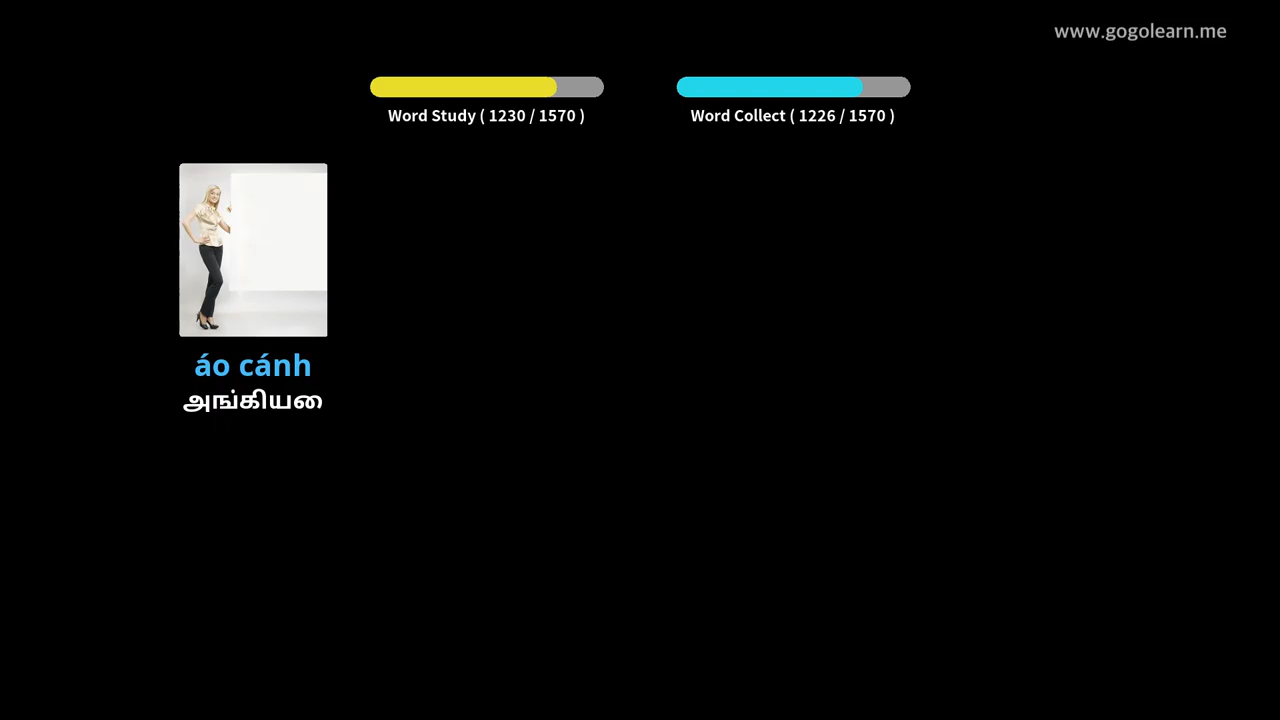 www.gogolearn.me
Word Study ( 1230 / 1570 )
Word Collect ( 1226 / 1570 )
áo cánh
அங்கியை